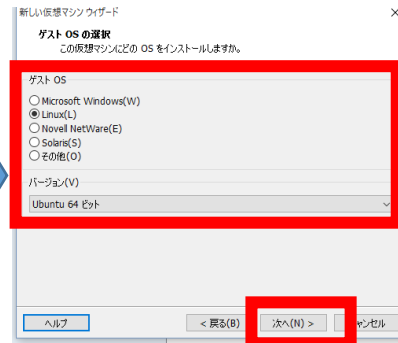 新しい仮想マシン ウィザード
ゲスト OS の選択
この仮想マシンにどの OS をインストールしますか。
ゲスト OS
Microsoft Windows(W)
Linux(L)
Novell NetWare(E)
Solaris(S)
その他(O)
バージョン(V)
Ubuntu 64 ビット
ヘルプ
< 戻る(B)
次へ(N) >
ャンセル